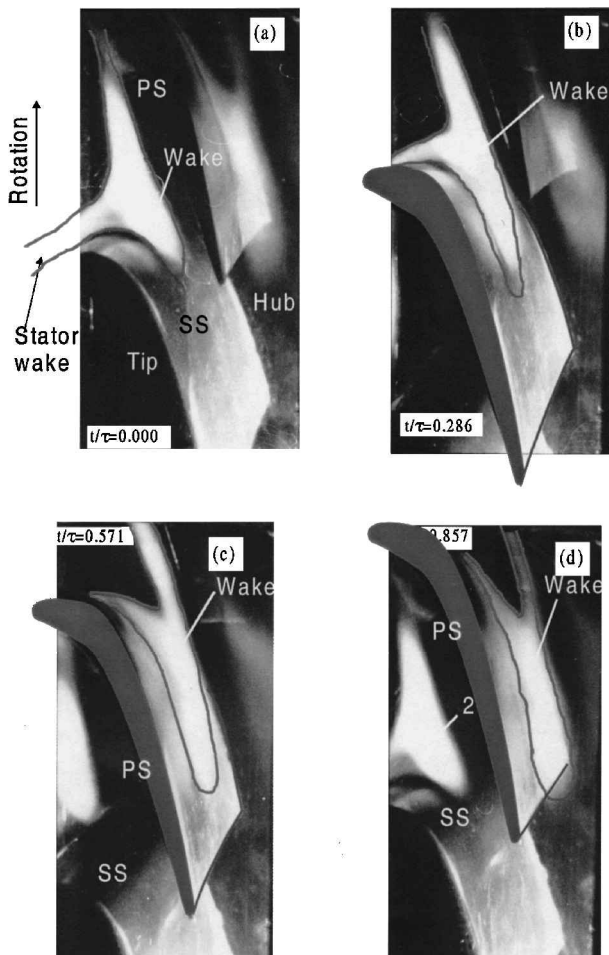 (a)
PS
Rotation
Wake
Hub
SS
Stator
wake
Tip
t/τ=0.000
(b)
Wake
t/τ=0.286
t/τ=0.571
(c)
Wake
PS
SS
.857
(d)
PS
Wake
2
SS